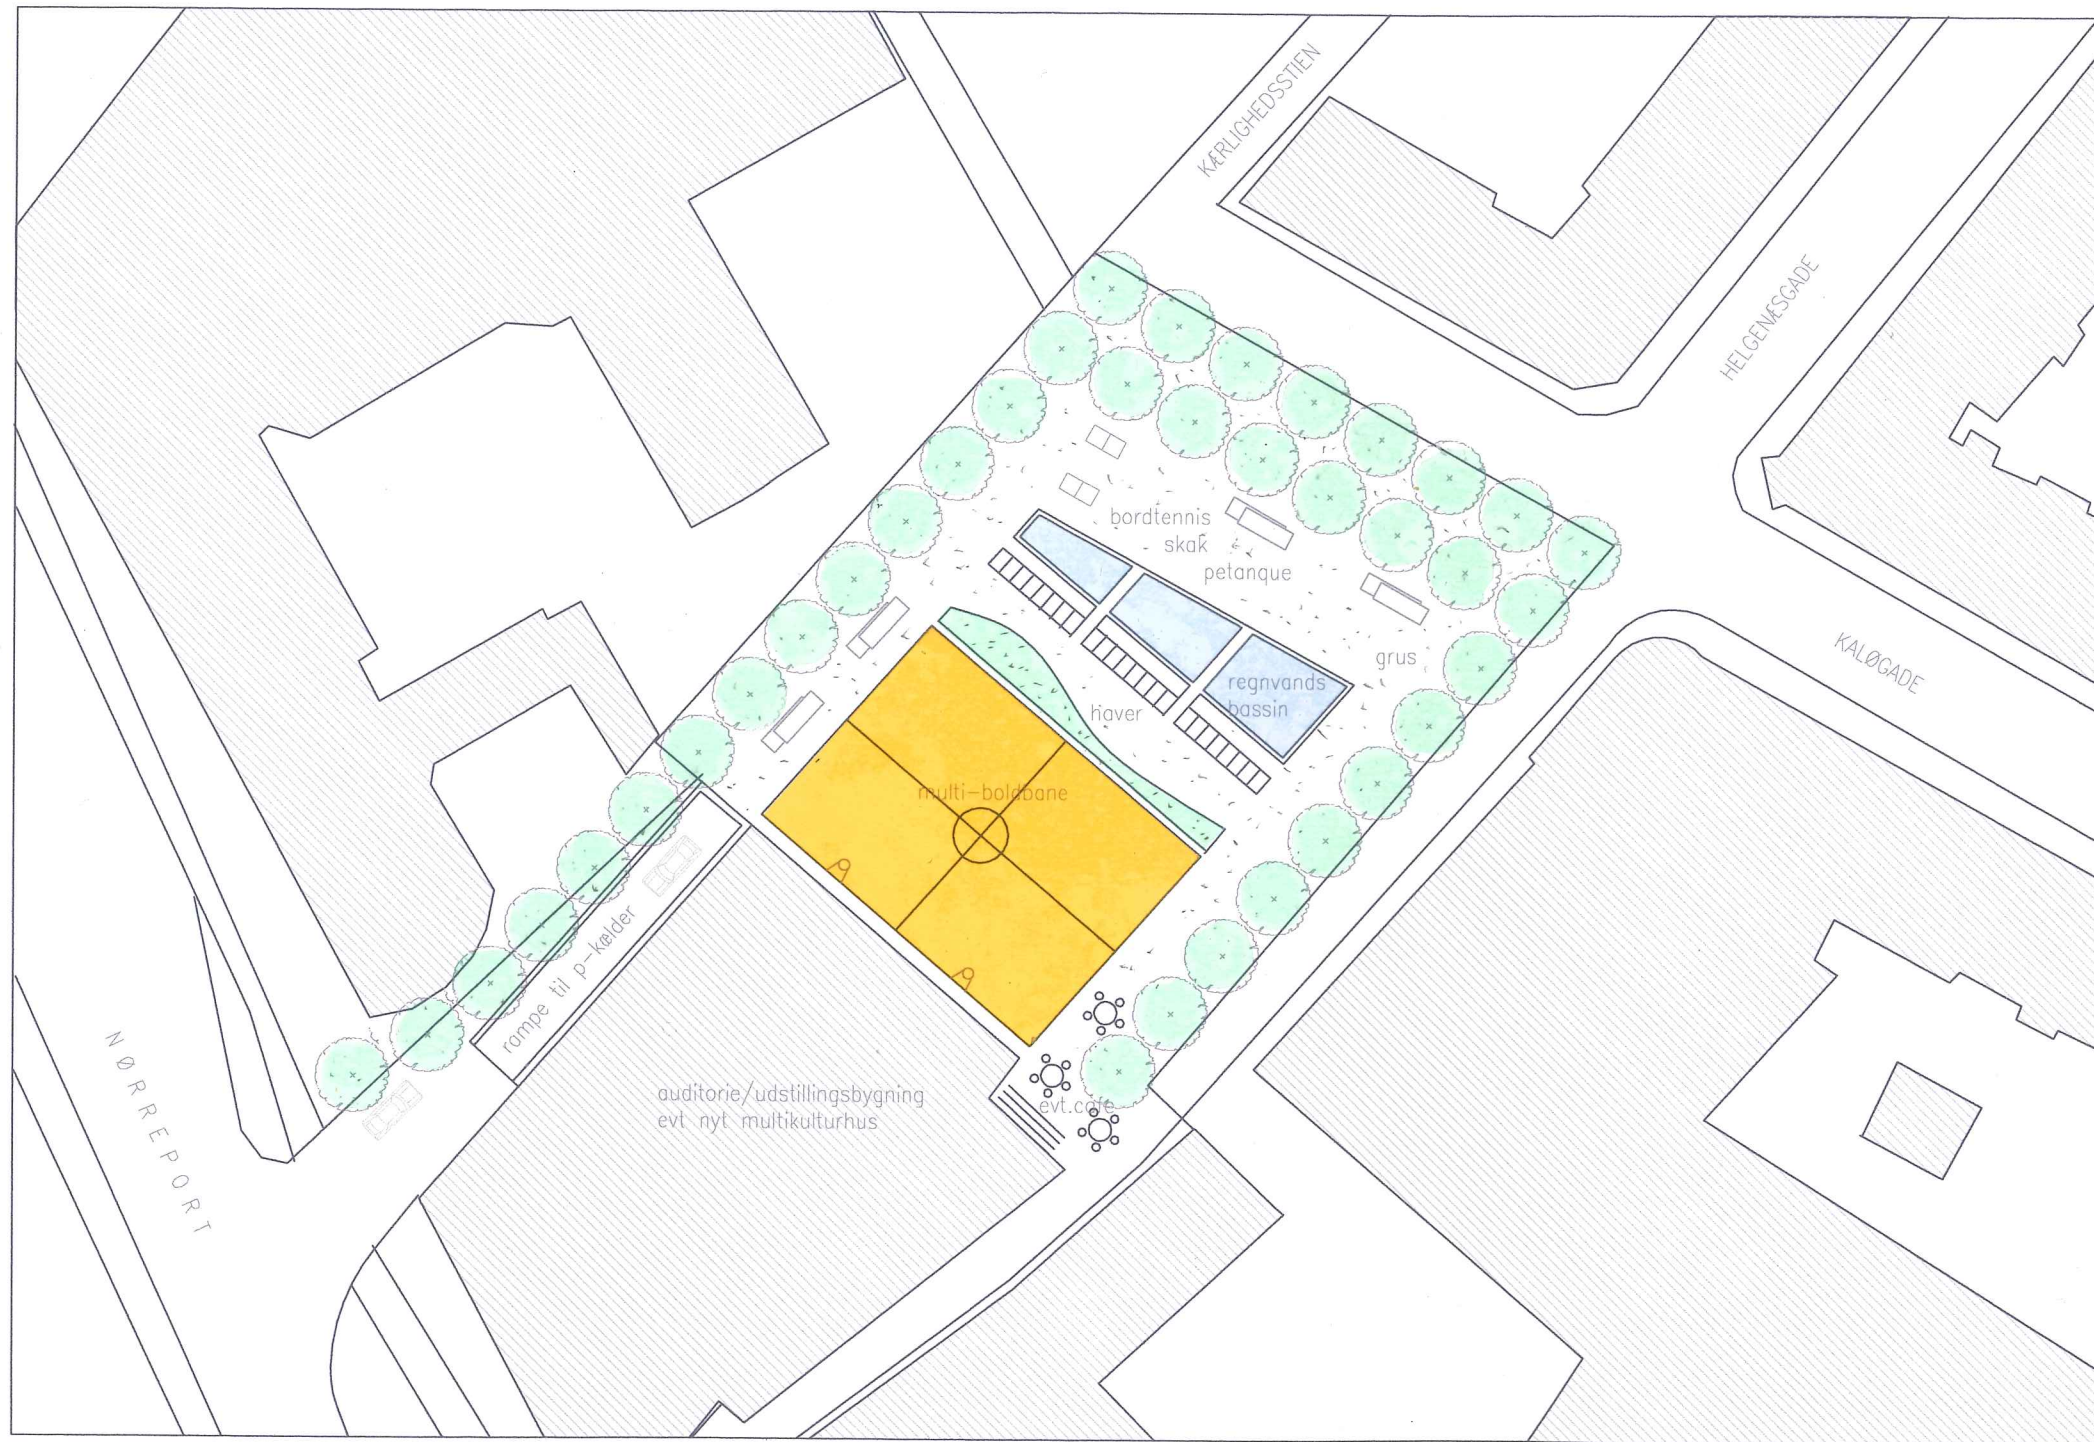 KÆRLIGHEDSSTIEN
HELGENÆSGADE
KALØGADE
bordtennis
skak
petanque
grus
regnvands
bassin
haver
multi-boldbane
rampe til p-kælder
auditorie/udstillingsbygning
evt nyt multikulturhus
evt.cafe
NØRREPORT